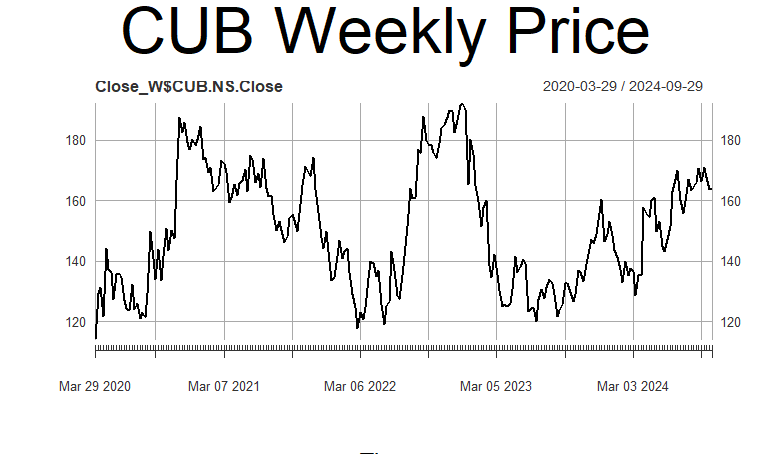 CUB Weekly Price
Close_W$CUB.NS.Close 2020-03-29 / 2024-09-29
180 180
160 160
140 140
120 120
Mar 29 2020 Mar 07 2021 Mar 06 2022 Mar 05 2023 Mar 03 2024